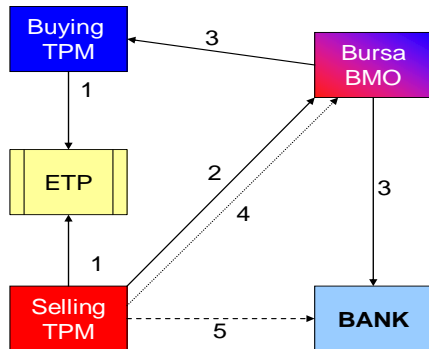 Buying
TPM
3
Bursa
BMO
1
ETP
2
4
3
1
Selling
TPM
5
BANK